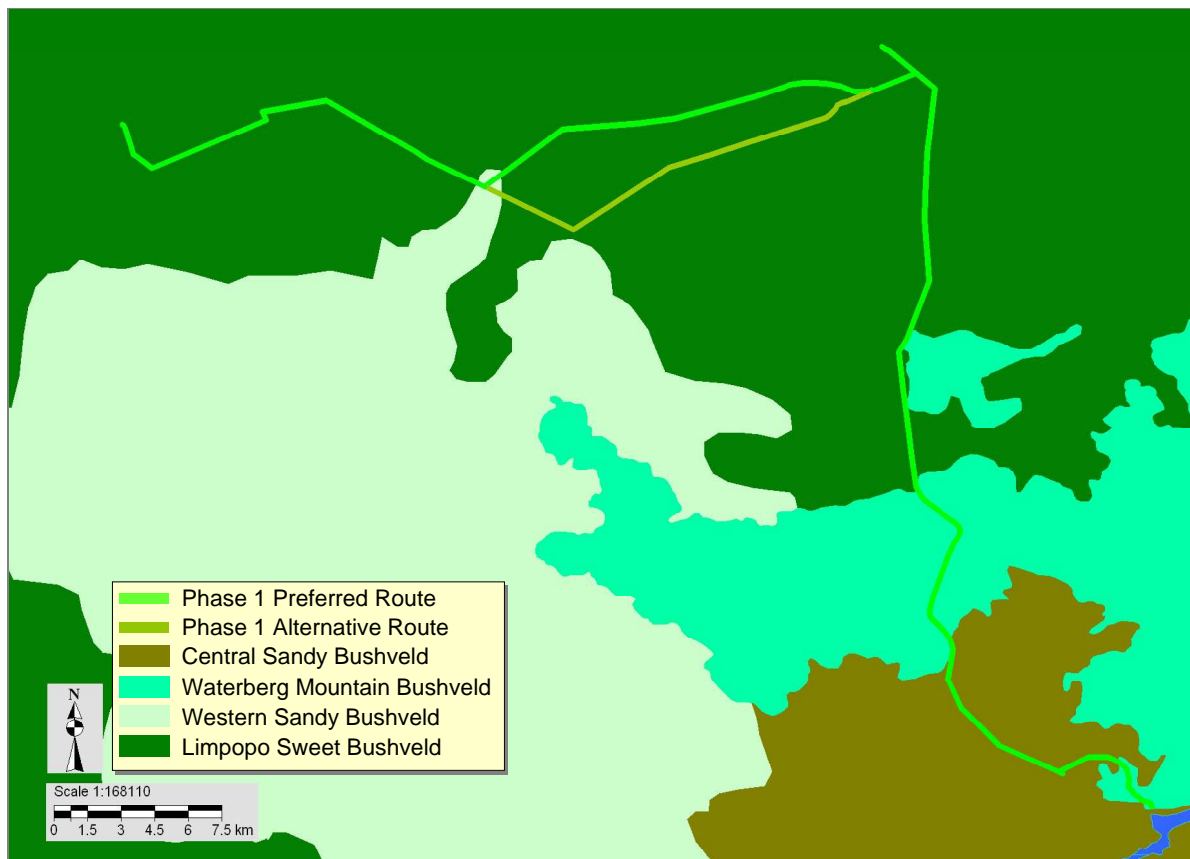 Phase 1 Preferred Route
Phase 1 Alternative Route
Central Sandy Bushveld
Waterberg Mountain Bushveld
Western Sandy Bushveld
Limpopo Sweet Bushveld
N
Scale 1:168110
0 1.5 3 4.5 6 7.5 km